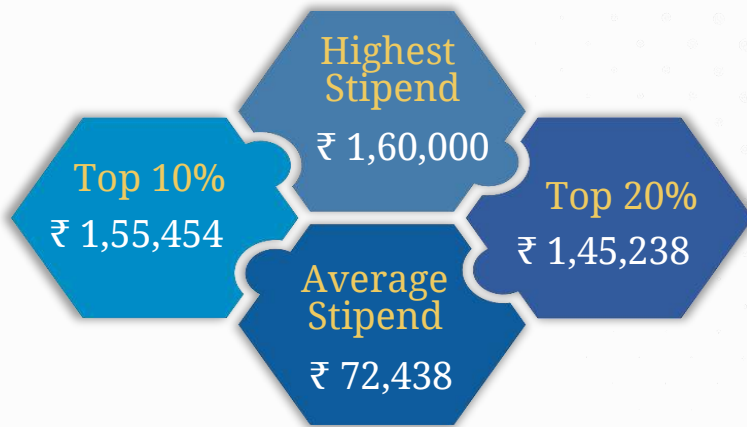 Highest
Stipend
₹ 1,60,000
Top 10%
₹ 1,55,454
Top 20%
₹ 1,45,238
Average
Stipend
₹ 72,438